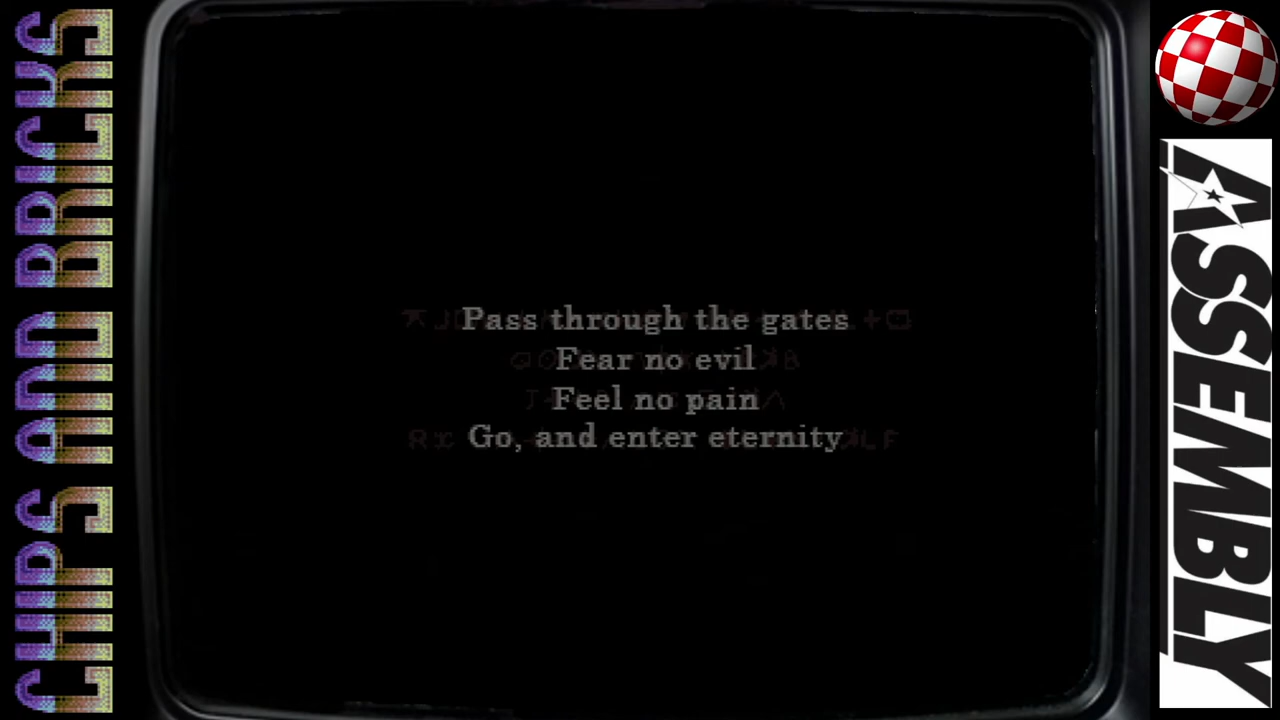 CHIPS AND BRICKS
Pass through the gates
Fear no evil
Feel no pain
Go, and enter eternity
ASSEMBLY